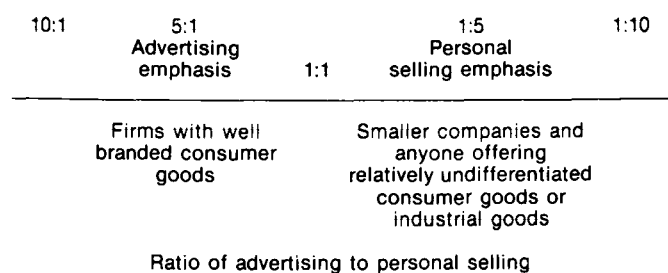 10:1 5:1 1:5 1:10
Advertising Personal
emphasis 1:1 selling emphasis
Firms with well Smaller companies and
branded consumer anyone offering
goods relatively undifferentiated
consumer goods or
industrial goods
Ratio of advertising to personal selling